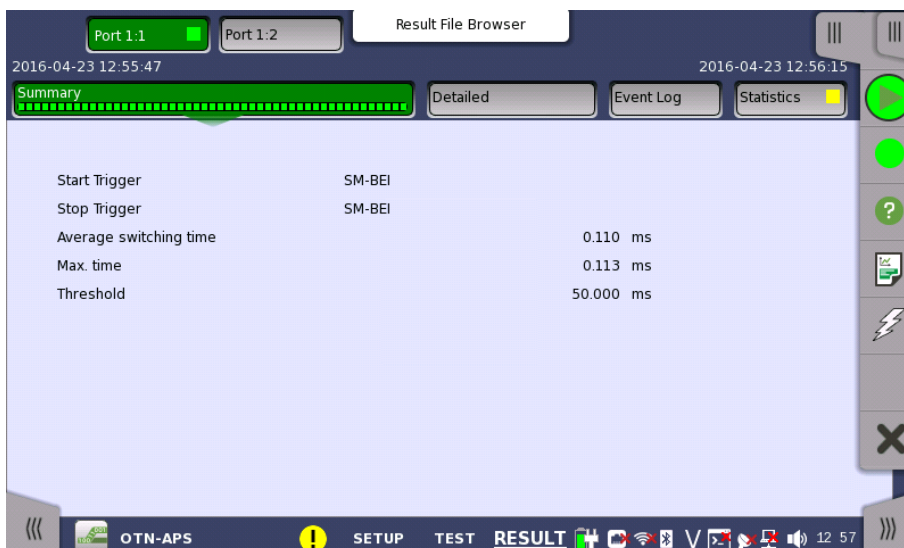 Result File Browser
Port 1:1
Port 1:2
2016-04-23 12:55:47
2016-04-23 12:56:15
Summary
Detailed
Event Log
Statistics
Start Trigger SM-BEI
Stop Trigger SM-BEI
Average switching time 0.110 ms
Max. time 0.113 ms
Threshold 50.000 ms
OTN-APS SETUP TEST RESULT V 12 57